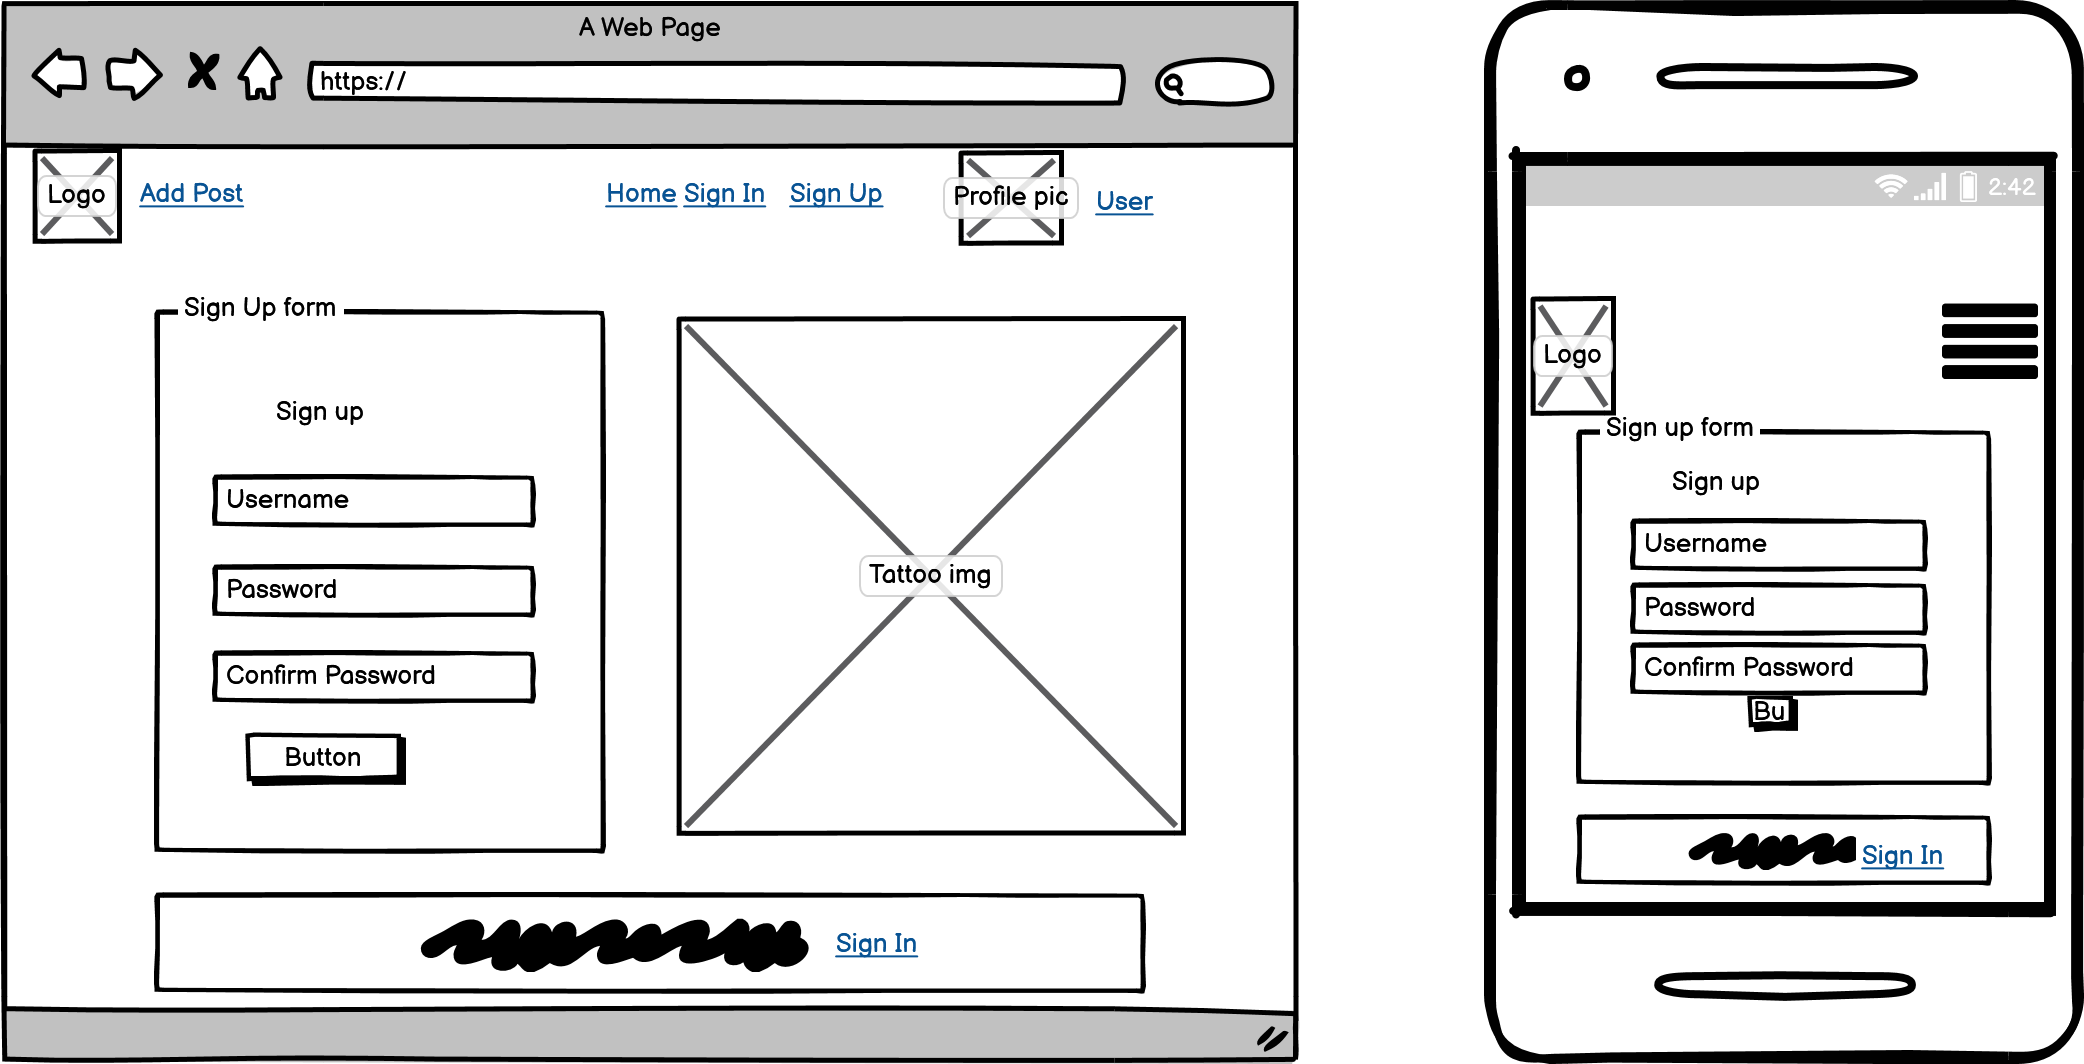 A Web Page
https://
Logo
Add Post
Home Sign In Sign Up
Profile pic
User
Sign Up form
Sign up
Username
Password
Confirm Password
Button
Tattoo img
Sign In
2:42
Logo
Sign up form
Sign up
Username
Password
Confirm Password
Bu
Sign In